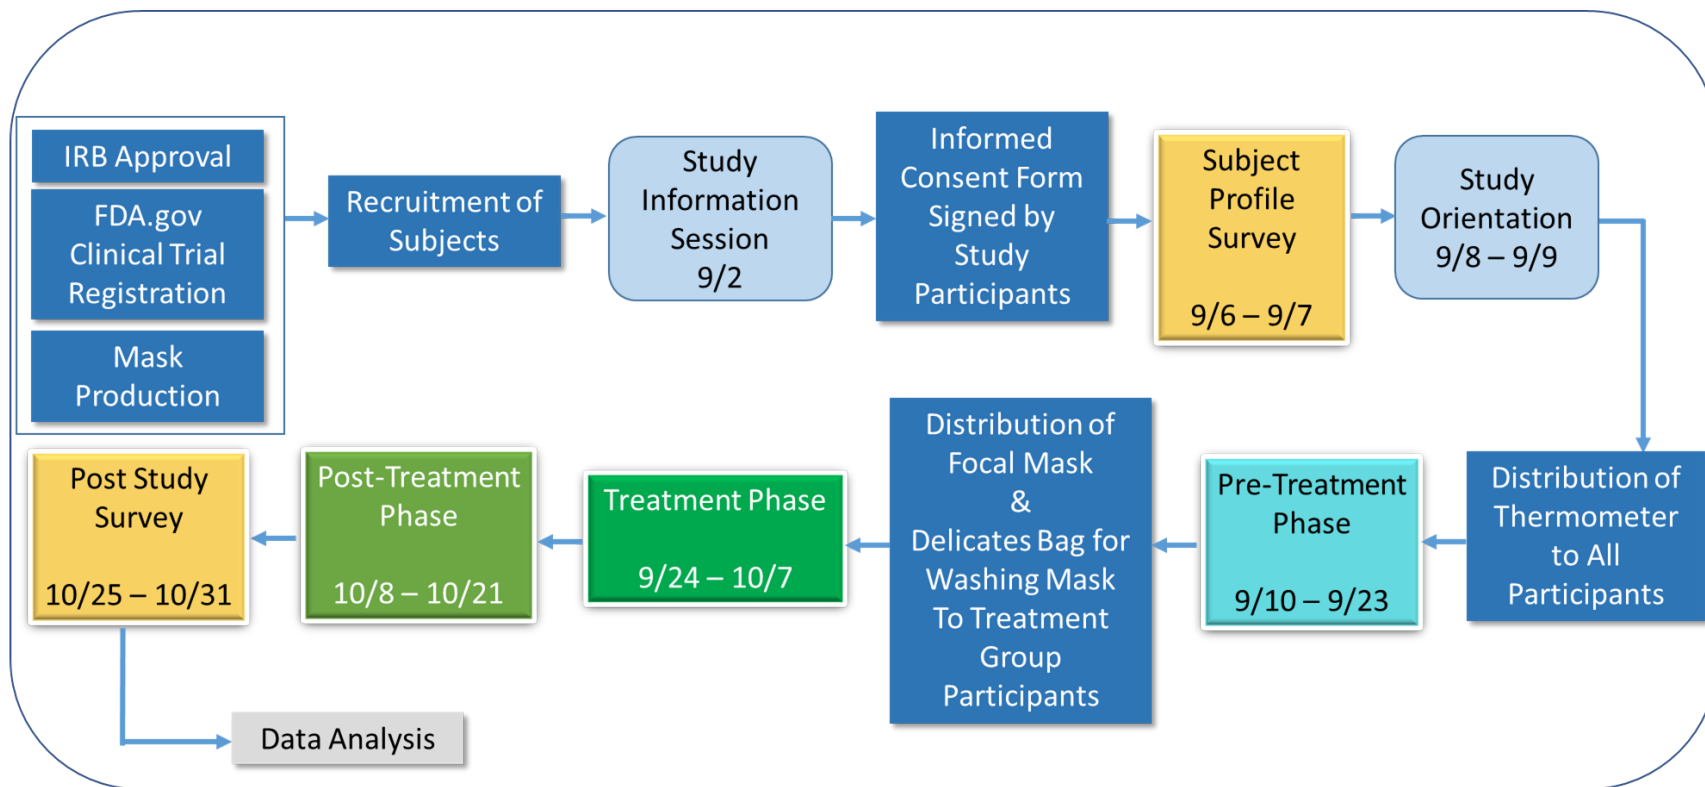 IRB Approval
FDA.gov
Clinical Trial
Registration
Mask
Production
Recruitment of
Subjects
Study
Information
Session
9/2
Informed
Consent Form
Signed by
Study
Participants
Subject
Profile
Survey
9/6 – 9/7
Study
Orientation
9/8 – 9/9
Distribution of
Thermometer
to All
Participants
Pre-Treatment
Phase
9/10 – 9/23
Distribution of
Focal Mask
&
Delicates Bag for
Washing Mask
To Treatment
Group
Participants
Treatment Phase
9/24 – 10/7
Post-Treatment
Phase
10/8 – 10/21
Post Study
Survey
10/25 – 10/31
Data Analysis